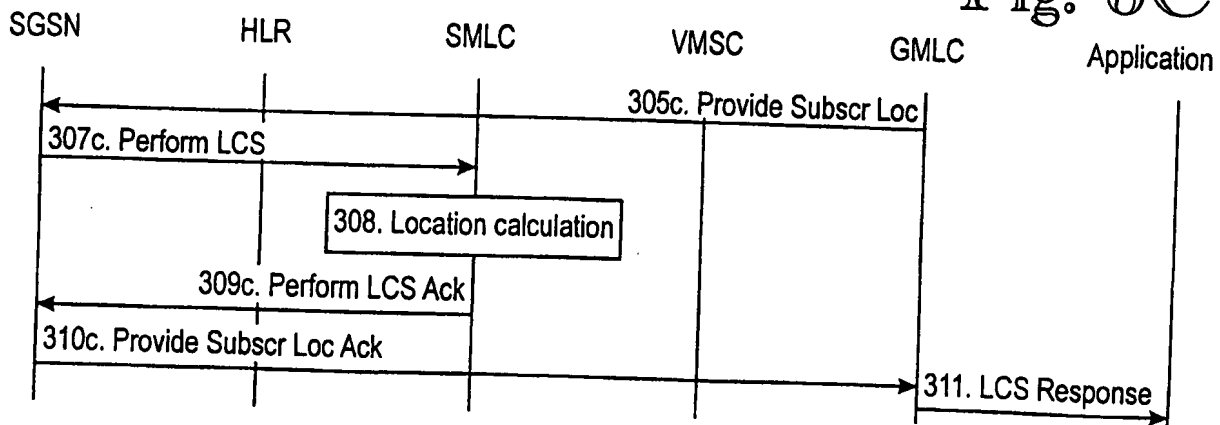 Fig.
SGSN HLR SMLC VMSC GMLC Application
305c. Provide Subscr Loc
307c. Perform LCS
308. Location calculation
309c. Perform LCS Ack
310c. Provide Subscr Loc Ack
311. LCS Response